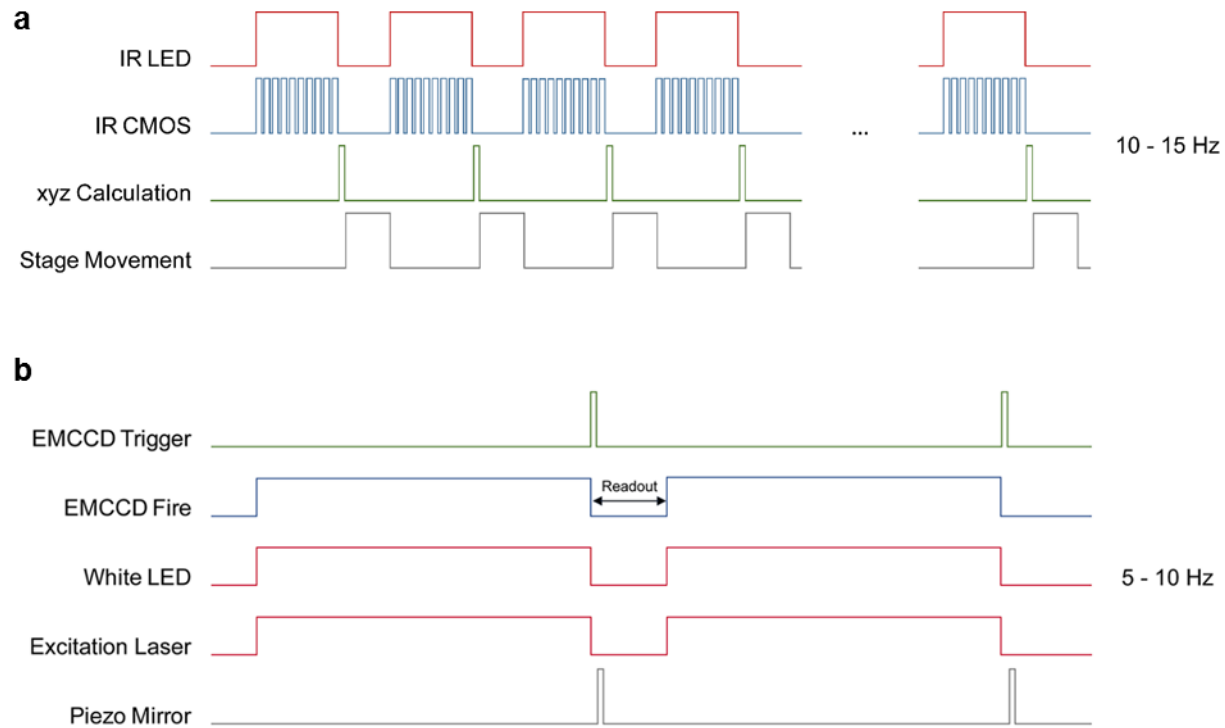 a
IR LED
IR CMOS
...
10 - 15 Hz
xyz Calculation
Stage Movement
b
EMCCD Trigger
EMCCD Fire
Readout
White LED
5 - 10 Hz
Excitation Laser
Piezo Mirror